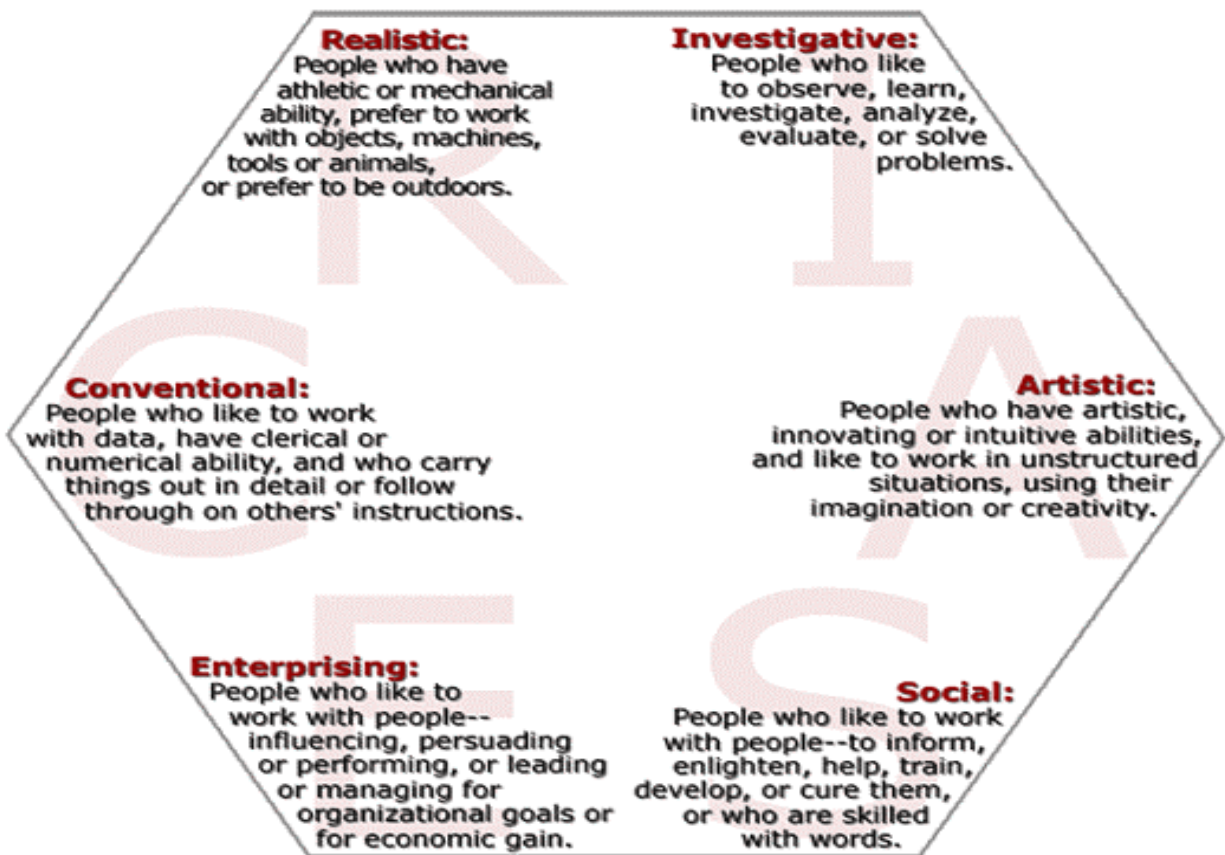 R
Realistic:
People who have
athletic or mechanical
ability, prefer to work
with objects, machines,
tools or animals,
or prefer to be outdoors.
I
Investigative:
People who like
to observe, learn,
investigate, analyze,
evaluate, or solve
problems.
A
Artistic:
People who have artistic,
innovating or intuitive abilities,
and like to work in unstructured
situations, using their
imagination or creativity.
S
Social:
People who like to work
with people--to inform,
enlighten, help, train,
develop, or cure them,
or who are skilled
with words.
E
Enterprising:
People who like to
work with people--
influencing, persuading
or performing, or leading
or managing for
organizational goals or
for economic gain.
C
Conventional:
People who like to work
with data, have clerical or
numerical ability, and who carry
things out in detail or follow
through on others' instructions.